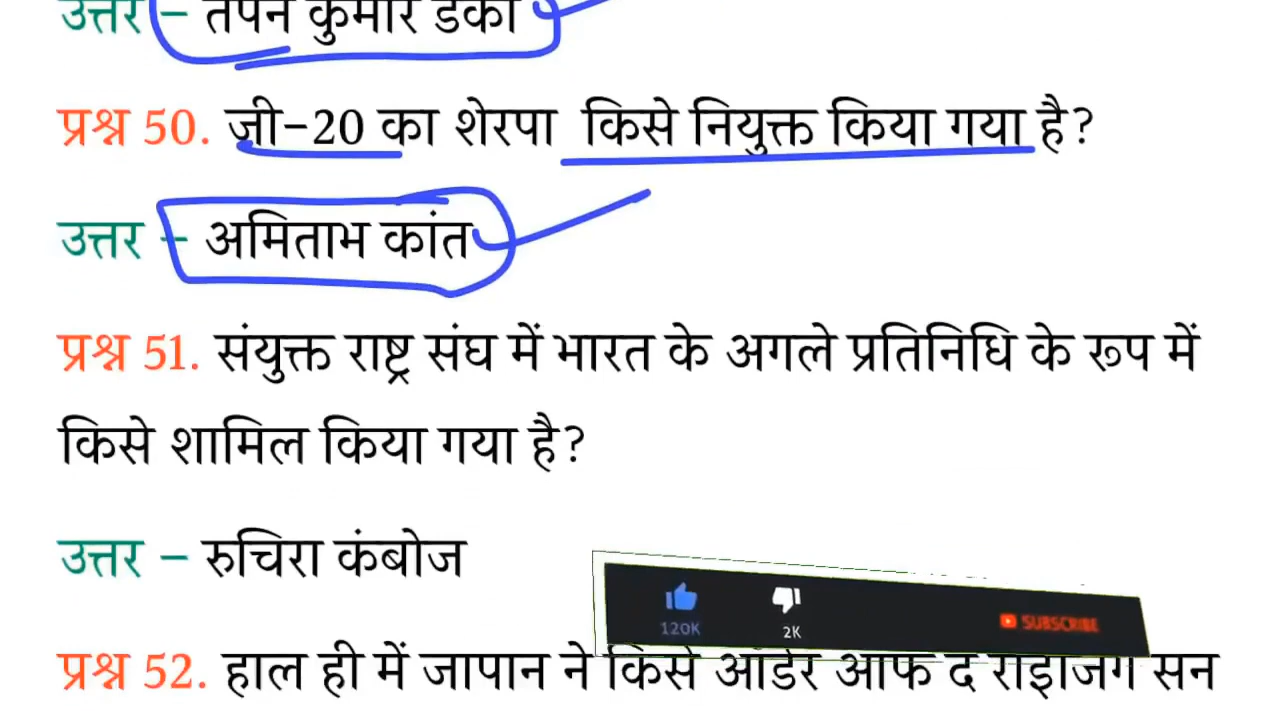 उत्तर – तपन कुमार डेका
प्रश्न 50. जी-20 का शेरपा किसे नियुक्त किया गया है?
उत्तर – अमिताभ कांत
प्रश्न 51. संयुक्त राष्ट्र संघ में भारत के अगले प्रतिनिधि के रूप में
किसे शामिल किया गया है?
उत्तर – रुचिरा कंबोज
120K 2K SUBSCRIBE
प्रश्न 52. हाल ही में जापान ने किसे ऑर्डर ऑफ द राइजिंग सन